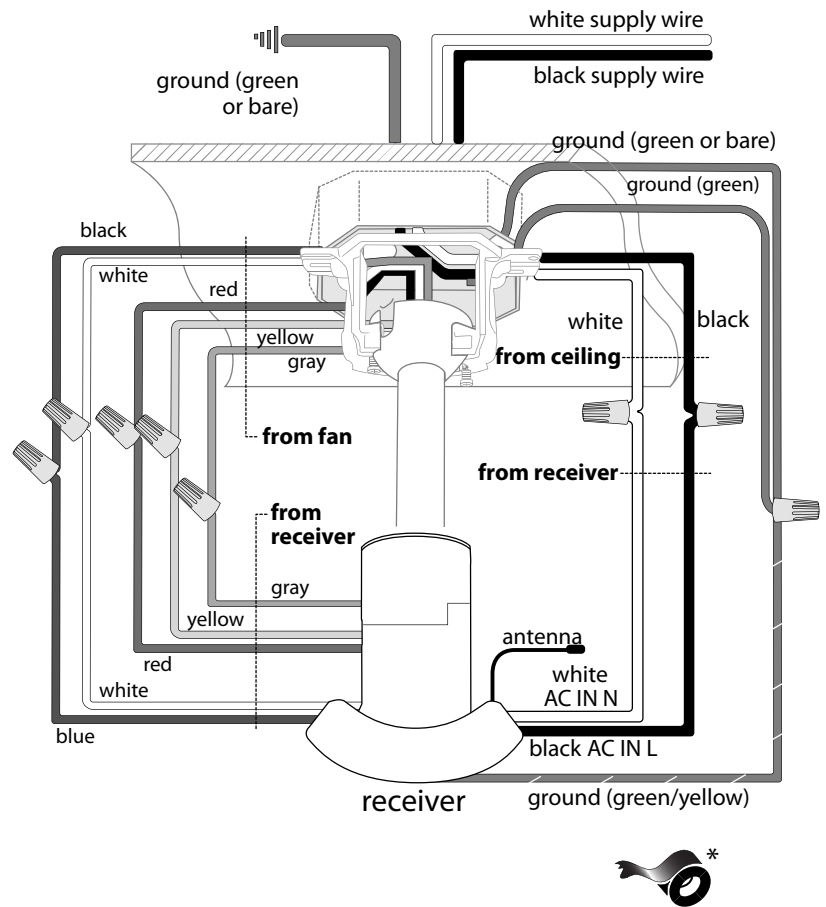 white supply wire
black supply wire
ground (green
or bare)
ground (green or bare)
ground (green)
black
white
red
yellow
gray
white
black
from ceiling
from fan
from receiver
from
receiver
gray
yellow
red
white
blue
antenna
white
AC IN N
black AC IN L
ground (green/yellow)
receiver
*